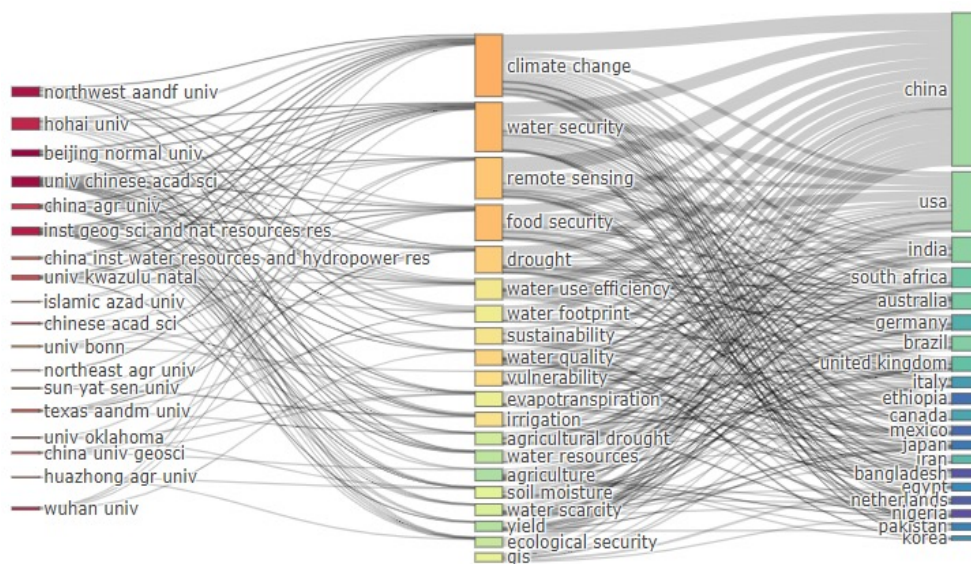 northwest aandf univ
hohai univ
beijing normal univ
univ chinese acad sci
china agr univ
inst geog sci and nat resources res
china inst water resources and hydropower res
univ kwazulu natal
islamic azad univ
chinese acad sci
univ bonn
northeast agr univ
sun yat sen univ
texas aandm univ
univ oklahoma
china univ geosci
huazhong agr univ
wuhan univ
climate change
water security
remote sensing
food security
drought
water use efficiency
water footprint
sustainability
water quality
vulnerability
evapotranspiration
irrigation
agricultural drought
water resources
agriculture
soil moisture
water scarcity
yield
ecological security
gis
china
usa
india
south africa
australia
germany
brazil
united kingdom
italy
ethiopia
canada
mexico
japan
iran
bangladesh
egypt
netherlands
nigeria
pakistan
korea